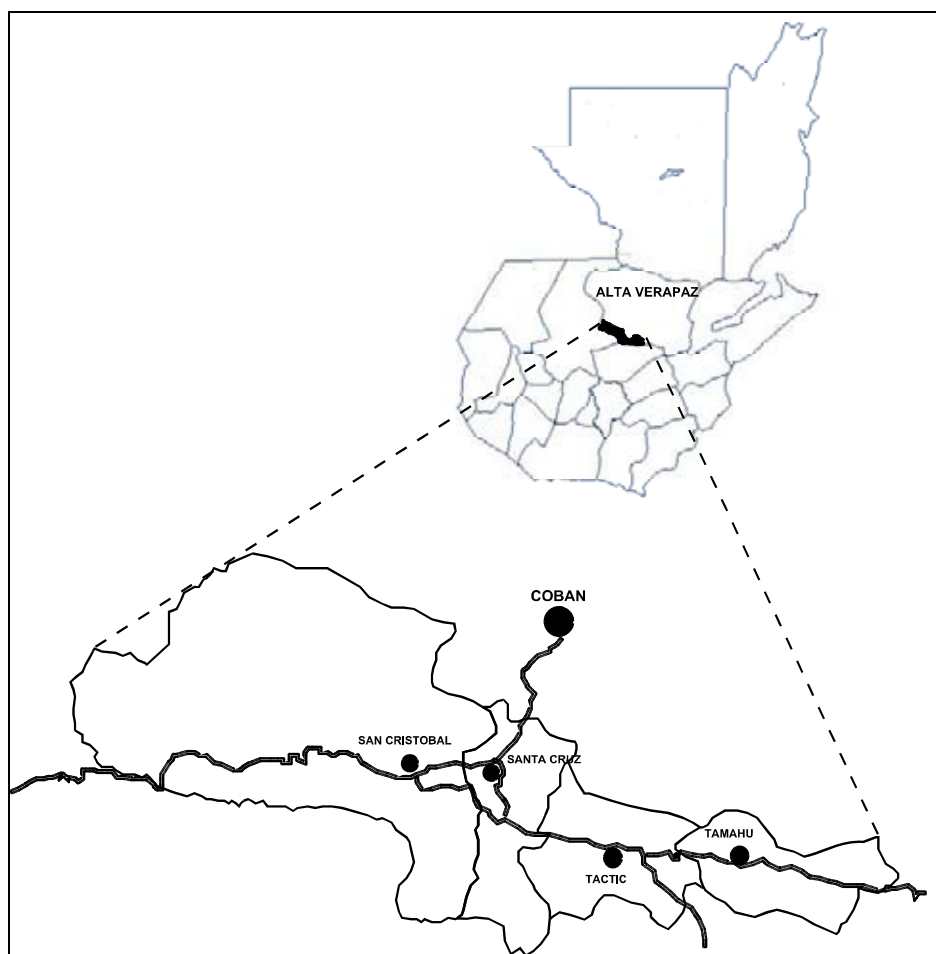 ALTA VERAPAZ
COBAN
SAN CRISTOBAL
SANTA CRUZ
TAMAHU
TACTIC